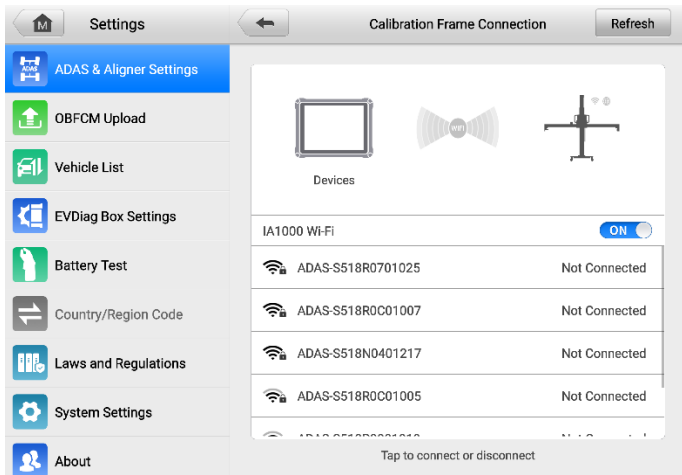 M
Settings
Calibration Frame Connection
Refresh
ADAS
ADAS & Aligner Settings
OBFCM Upload
Vehicle List
EVDiag Box Settings
Battery Test
Country/Region Code
Laws and Regulations
System Settings
About
WIFI
Devices
IA1000 Wi-Fi
ON
ADAS-S518R0701025 Not Connected
ADAS-S518R0C01007 Not Connected
ADAS-S518N0401217 Not Connected
ADAS-S518R0C01005 Not Connected
Tap to connect or disconnect